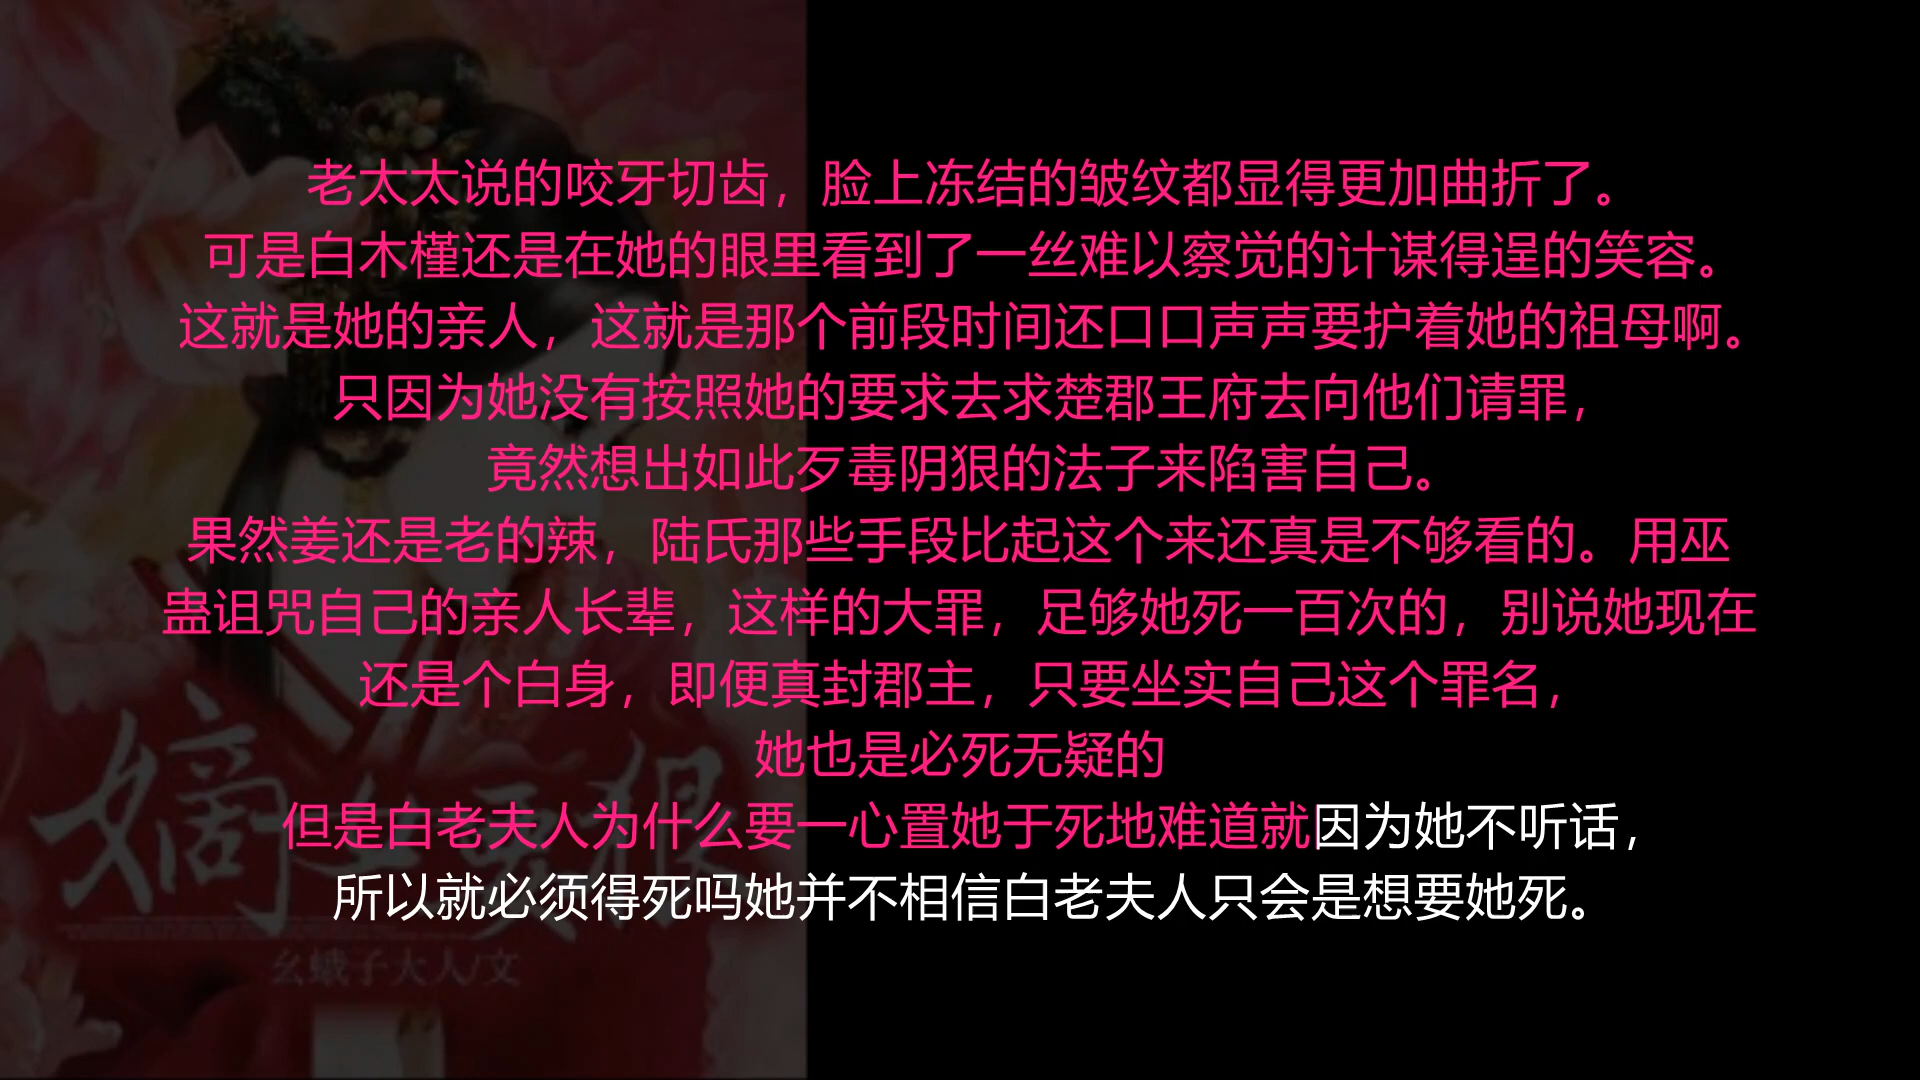 老太太说的咬牙切齿，脸上冻结的皱纹都显得更加曲折了。
可是白木槿还是在她的眼里看到了一丝难以察觉的计谋得逞的笑容。
这就是她的亲人，这就是那个前段时间还口口声声要护着她的祖母啊。
只因为她没有按照她的要求去求楚郡王府去向他们请罪，
竟然想出如此歹毒阴狠的法子来陷害自己。
果然姜还是老的辣，陆氏那些手段比起这个来还真是不够看的。用巫
蛊诅咒自己的亲人长辈，这样的大罪，足够她死一百次的，别说她现在
还是个白身，即便真封郡主，只要坐实自己这个罪名，
她也是必死无疑的
但是白老夫人为什么要一心置她于死地难道就因为她不听话，
所以就必须得死吗她并不相信白老夫人只会是想要她死。
幺蛾子大人/文